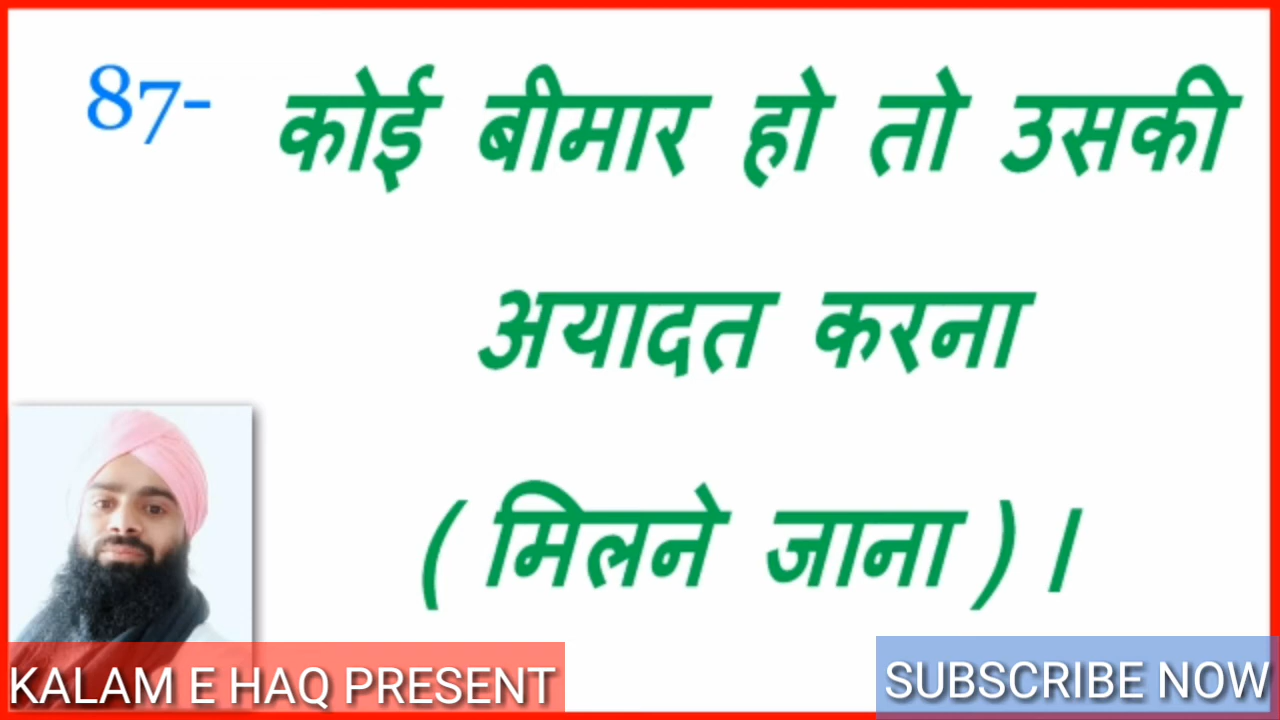 87- कोई बीमार हो तो उसकी
अयादत करना
( मिलने जाना ) ।
KALAM E HAQ PRESENT
SUBSCRIBE NOW